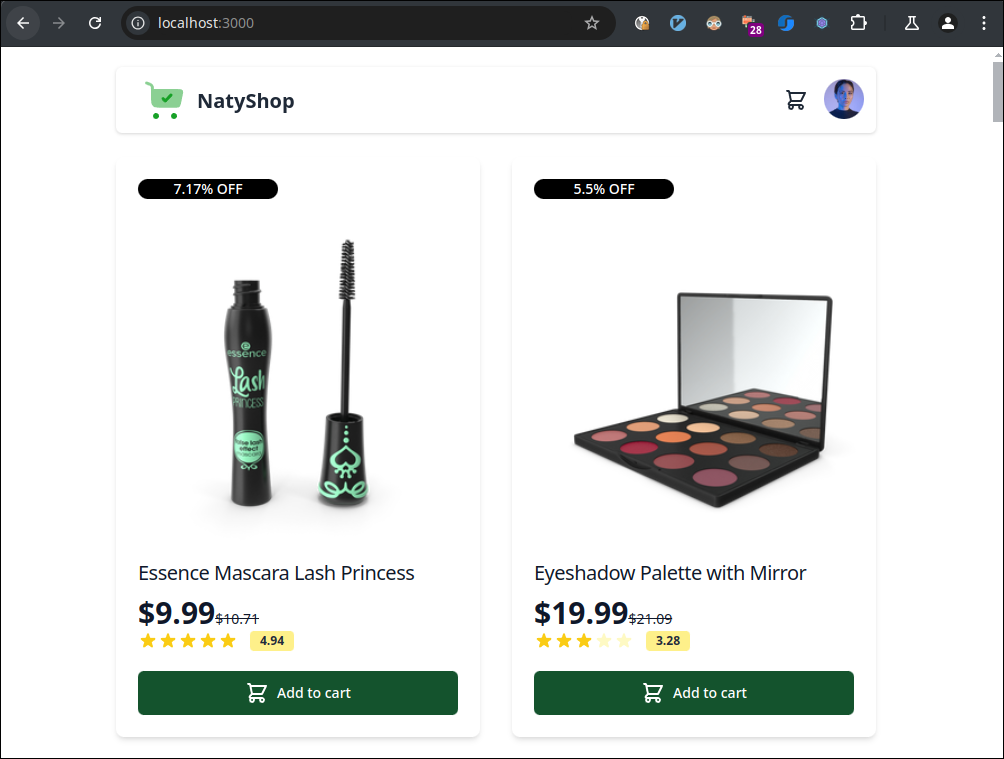 localhost:3000
28
NatyShop
7.17% OFF
essence
Lash
PRINCESS
false lash
effect
mascara
Essence Mascara Lash Princess
$9.99 $10.71
4.94
Add to cart
5.5% OFF
Eyeshadow Palette with Mirror
$19.99 $21.09
3.28
Add to cart